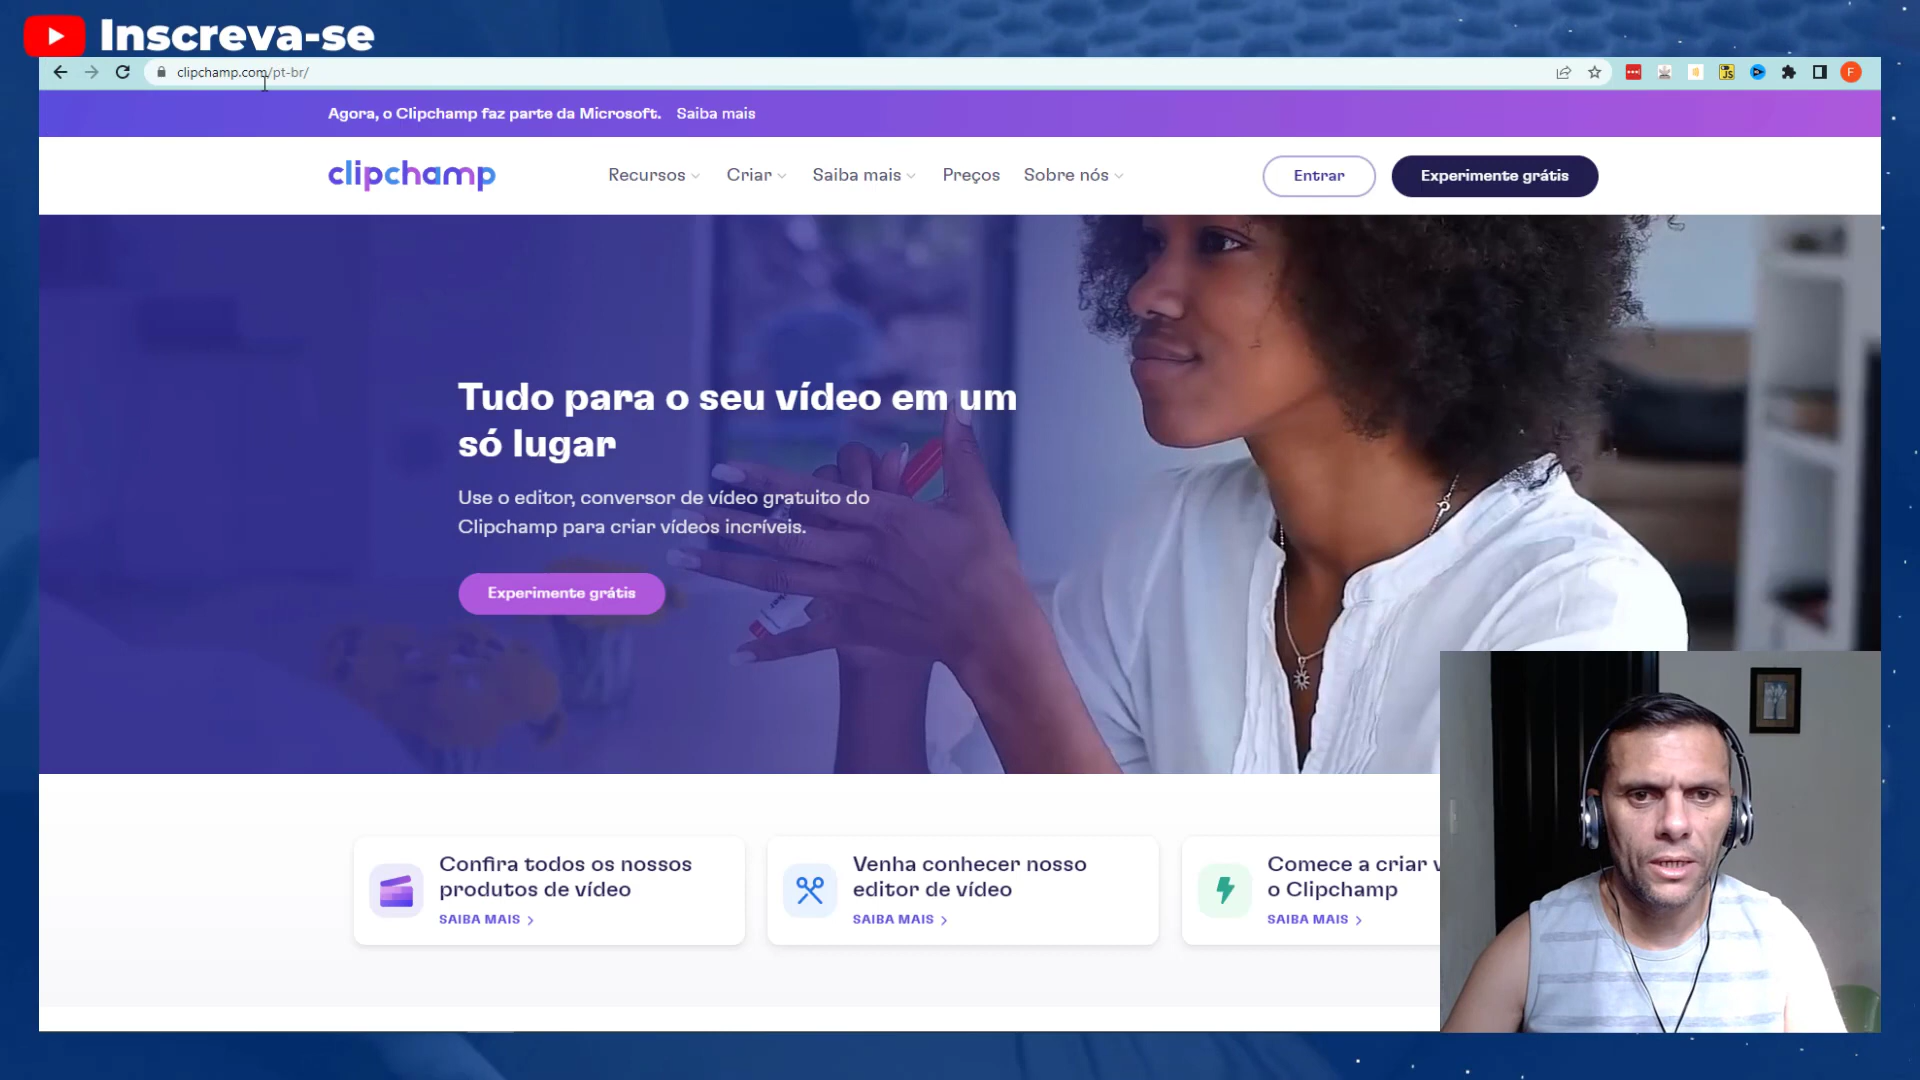 Inscreva-se
clipchamp.com/pt-br/
JS
F
Agora, o Clipchamp faz parte da Microsoft. Saiba mais
clipchamp
Recursos
Criar
Saiba mais
Preços
Sobre nós
Entrar
Experimente grátis
Tudo para o seu vídeo em um
só lugar
Use o editor, conversor de vídeo gratuito do
Clipchamp para criar vídeos incríveis.
Experimente grátis
Confira todos os nossos
produtos de vídeo
SAIBA MAIS
Venha conhecer nosso
editor de vídeo
SAIBA MAIS
Comece a criar v
o Clipchamp
SAIBA MAIS